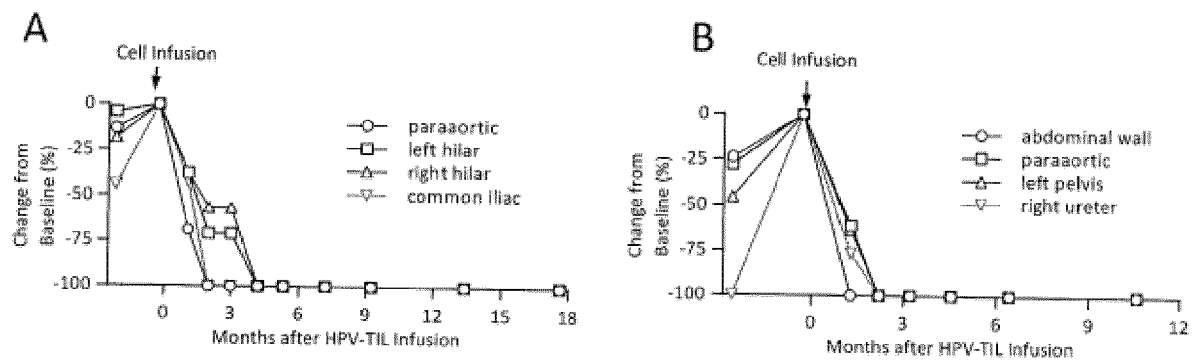 A
Cell Infusion
Change from
Baseline (%)
0
-25
-50
-75
-100
paraaortic
left hilar
right hilar
common iliac
0 3 6 9 12 15 18
Months after HPV-TIL Infusion
B
Cell Infusion
Change from
Baseline (%)
0
-25
-50
-75
-100
abdominal wall
paraaortic
left pelvis
right ureter
0 3 6 9 12
Months after HPV-TIL Infusion